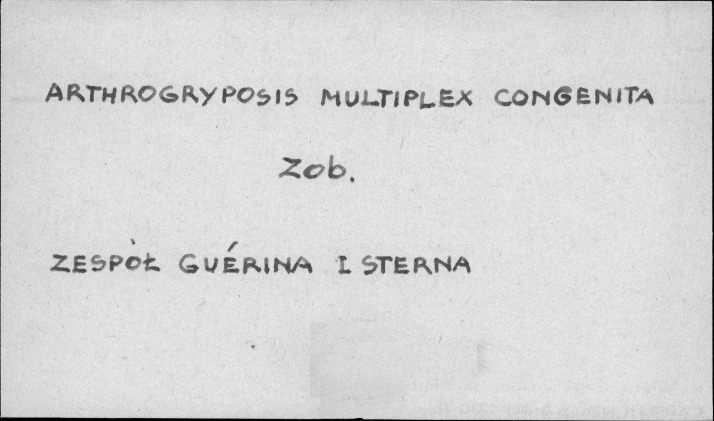 ARTHROGRYPOSIS MULTIPLEX CONGENITA
Zob.
ZESPÓŁ GUÉRINA I STERNA